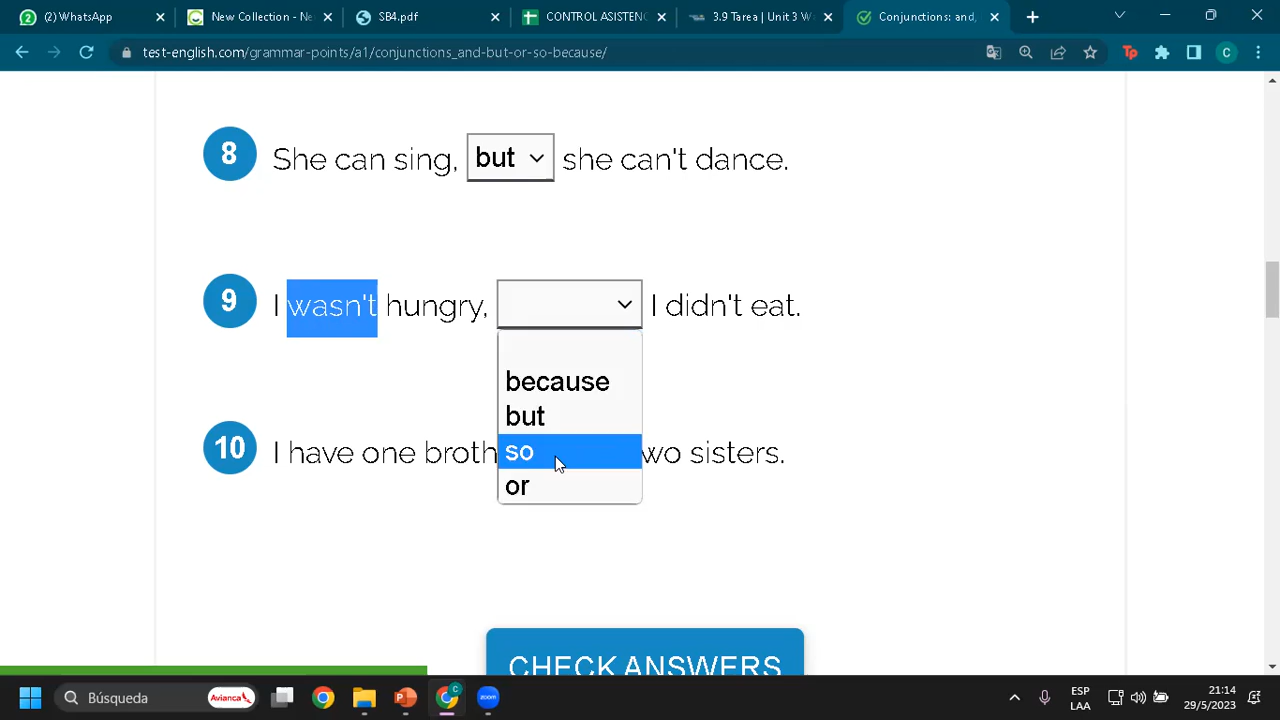 (2) WhatsApp
New Collection - Ne
SB4.pdf
CONTROL ASISTENC
3.9 Tarea | Unit 3 W
Conjunctions: and,
test-english.com/grammar-points/a1/conjunctions_and-but-or-so-because/
8 She can sing, but she can't dance.
9 I wasn't hungry, I didn't eat.
because
but
so
or
10 I have one broth wo sisters.
CHECK ANSWERS
Búsqueda
Avianca
zoom
ESP
LAA
21:14
29/5/2023